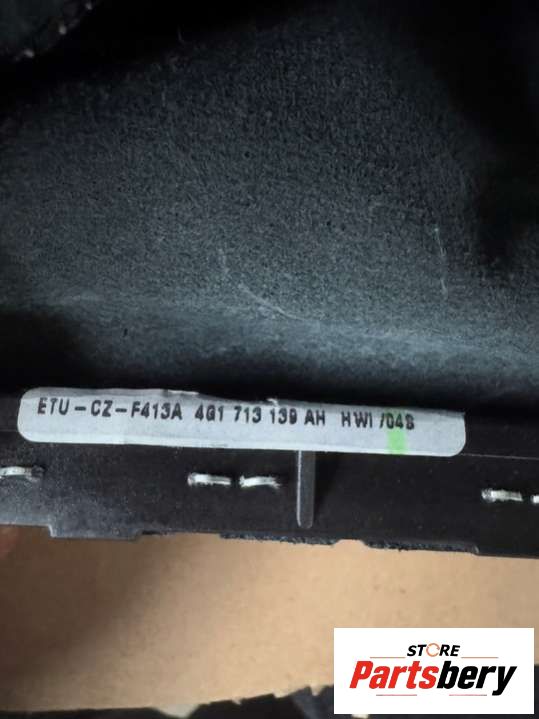 ETU-CZ-F413A 4G1 713 139 AH HWI /04S
STORE
Partsbery